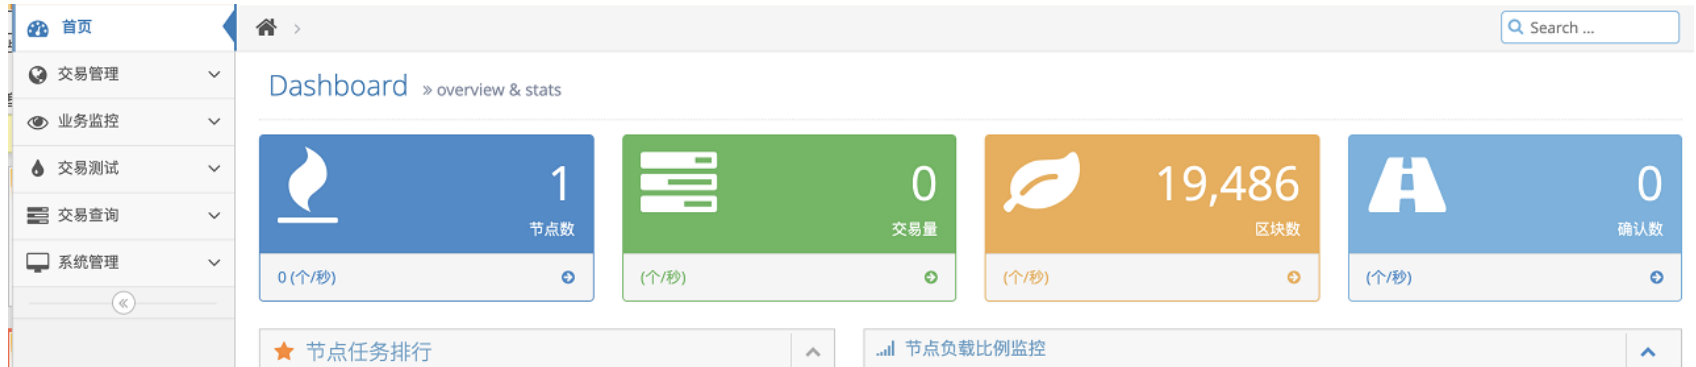 首页
交易管理
业务监控
交易测试
交易查询
系统管理
Search ...
Dashboard » overview & stats
1
节点数
0 (个/秒)
0
交易量
(个/秒)
19,486
区块数
(个/秒)
0
确认数
(个/秒)
节点任务排行
节点负载比例监控